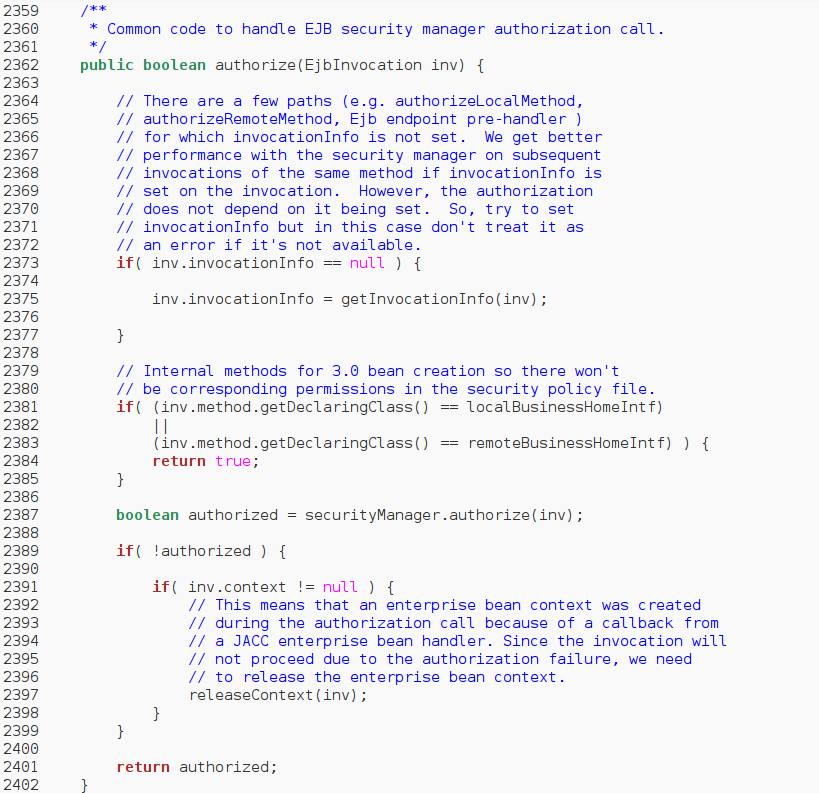 2359     /**
2360      * Common code to handle EJB security manager authorization call.
2361      */
2362     public boolean authorize(EjbInvocation inv) {
2363
2364         // There are a few paths (e.g. authorizeLocalMethod,
2365         // authorizeRemoteMethod, Ejb endpoint pre-handler )
2366         // for which invocationInfo is not set.  We get better
2367         // performance with the security manager on subsequent
2368         // invocations of the same method if invocationInfo is
2369         // set on the invocation.  However, the authorization
2370         // does not depend on it being set.  So, try to set
2371         // invocationInfo but in this case don't treat it as
2372         // an error if it's not available.
2373         if( inv.invocationInfo == null ) {
2374
2375             inv.invocationInfo = getInvocationInfo(inv);
2376
2377         }
2378
2379         // Internal methods for 3.0 bean creation so there won't
2380         // be corresponding permissions in the security policy file.
2381         if( (inv.method.getDeclaringClass() == localBusinessHomeIntf)
2382             ||
2383             (inv.method.getDeclaringClass() == remoteBusinessHomeIntf) ) {
2384             return true;
2385         }
2386
2387         boolean authorized = securityManager.authorize(inv);
2388
2389         if( !authorized ) {
2390
2391             if( inv.context != null ) {
2392                 // This means that an enterprise bean context was created
2393                 // during the authorization call because of a callback from
2394                 // a JACC enterprise bean handler. Since the invocation will
2395                 // not proceed due to the authorization failure, we need
2396                 // to release the enterprise bean context.
2397                 releaseContext(inv);
2398             }
2399         }
2400
2401         return authorized;
2402     }